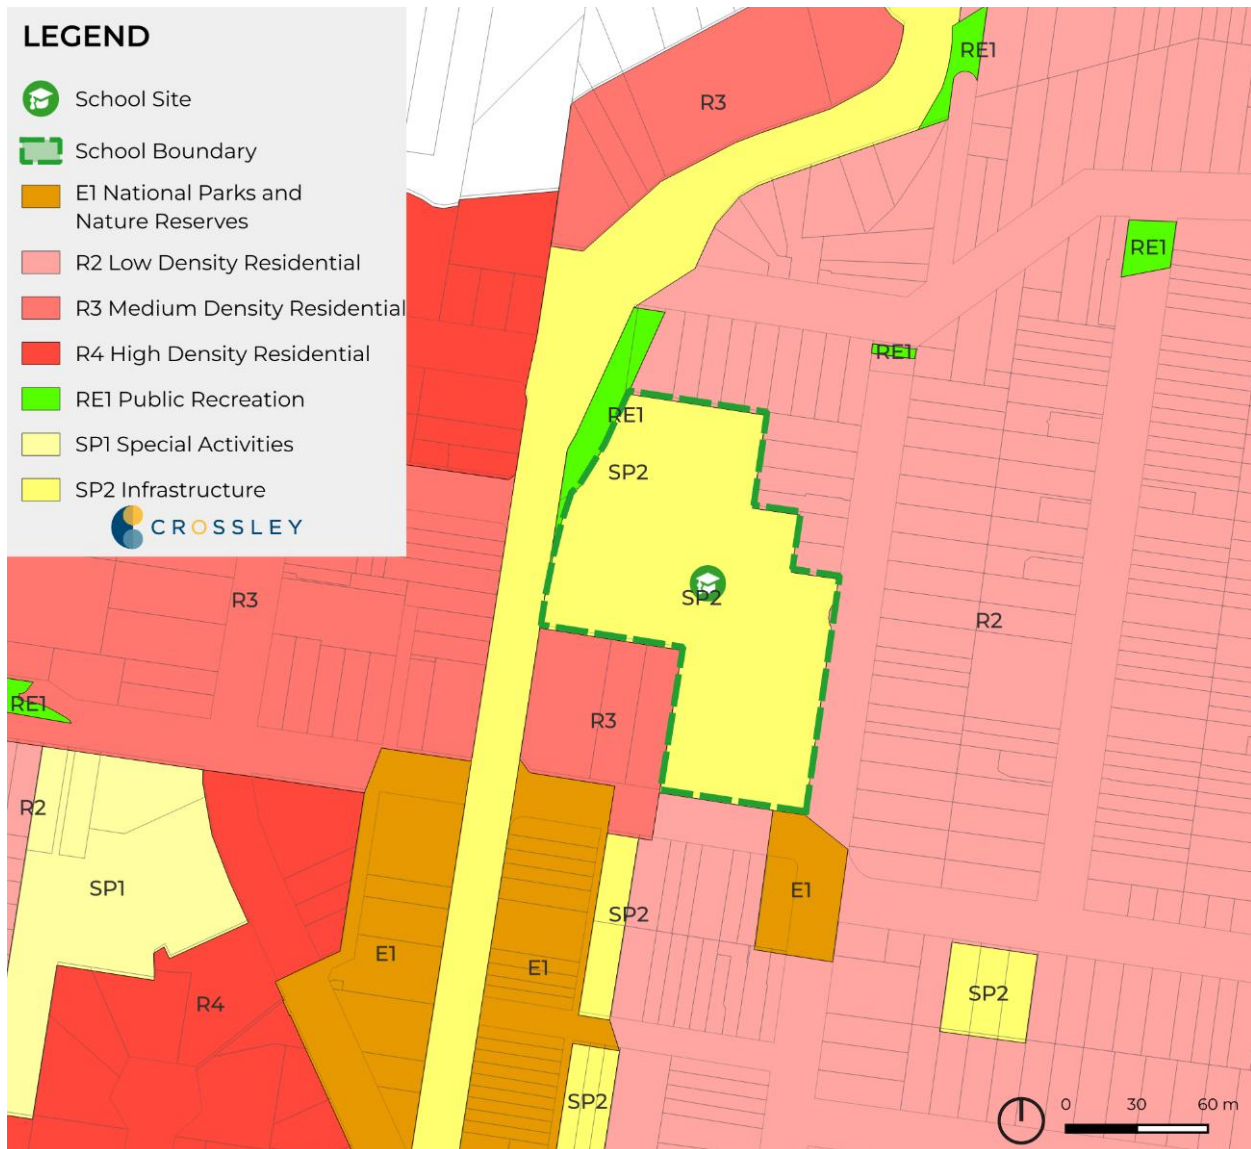 LEGEND
School Site
School Boundary
E1 National Parks and
Nature Reserves
R2 Low Density Residential
R3 Medium Density Residential
R4 High Density Residential
RE1 Public Recreation
SP1 Special Activities
SP2 Infrastructure
CROSSLEY
RE1
R3
RE1
RE1
RE1
SP2
SP2
R3
R2
RE1
R3
R2
SP1
E1
SP2
E1
E1
R4
SP2
SP2
0 30 60 m